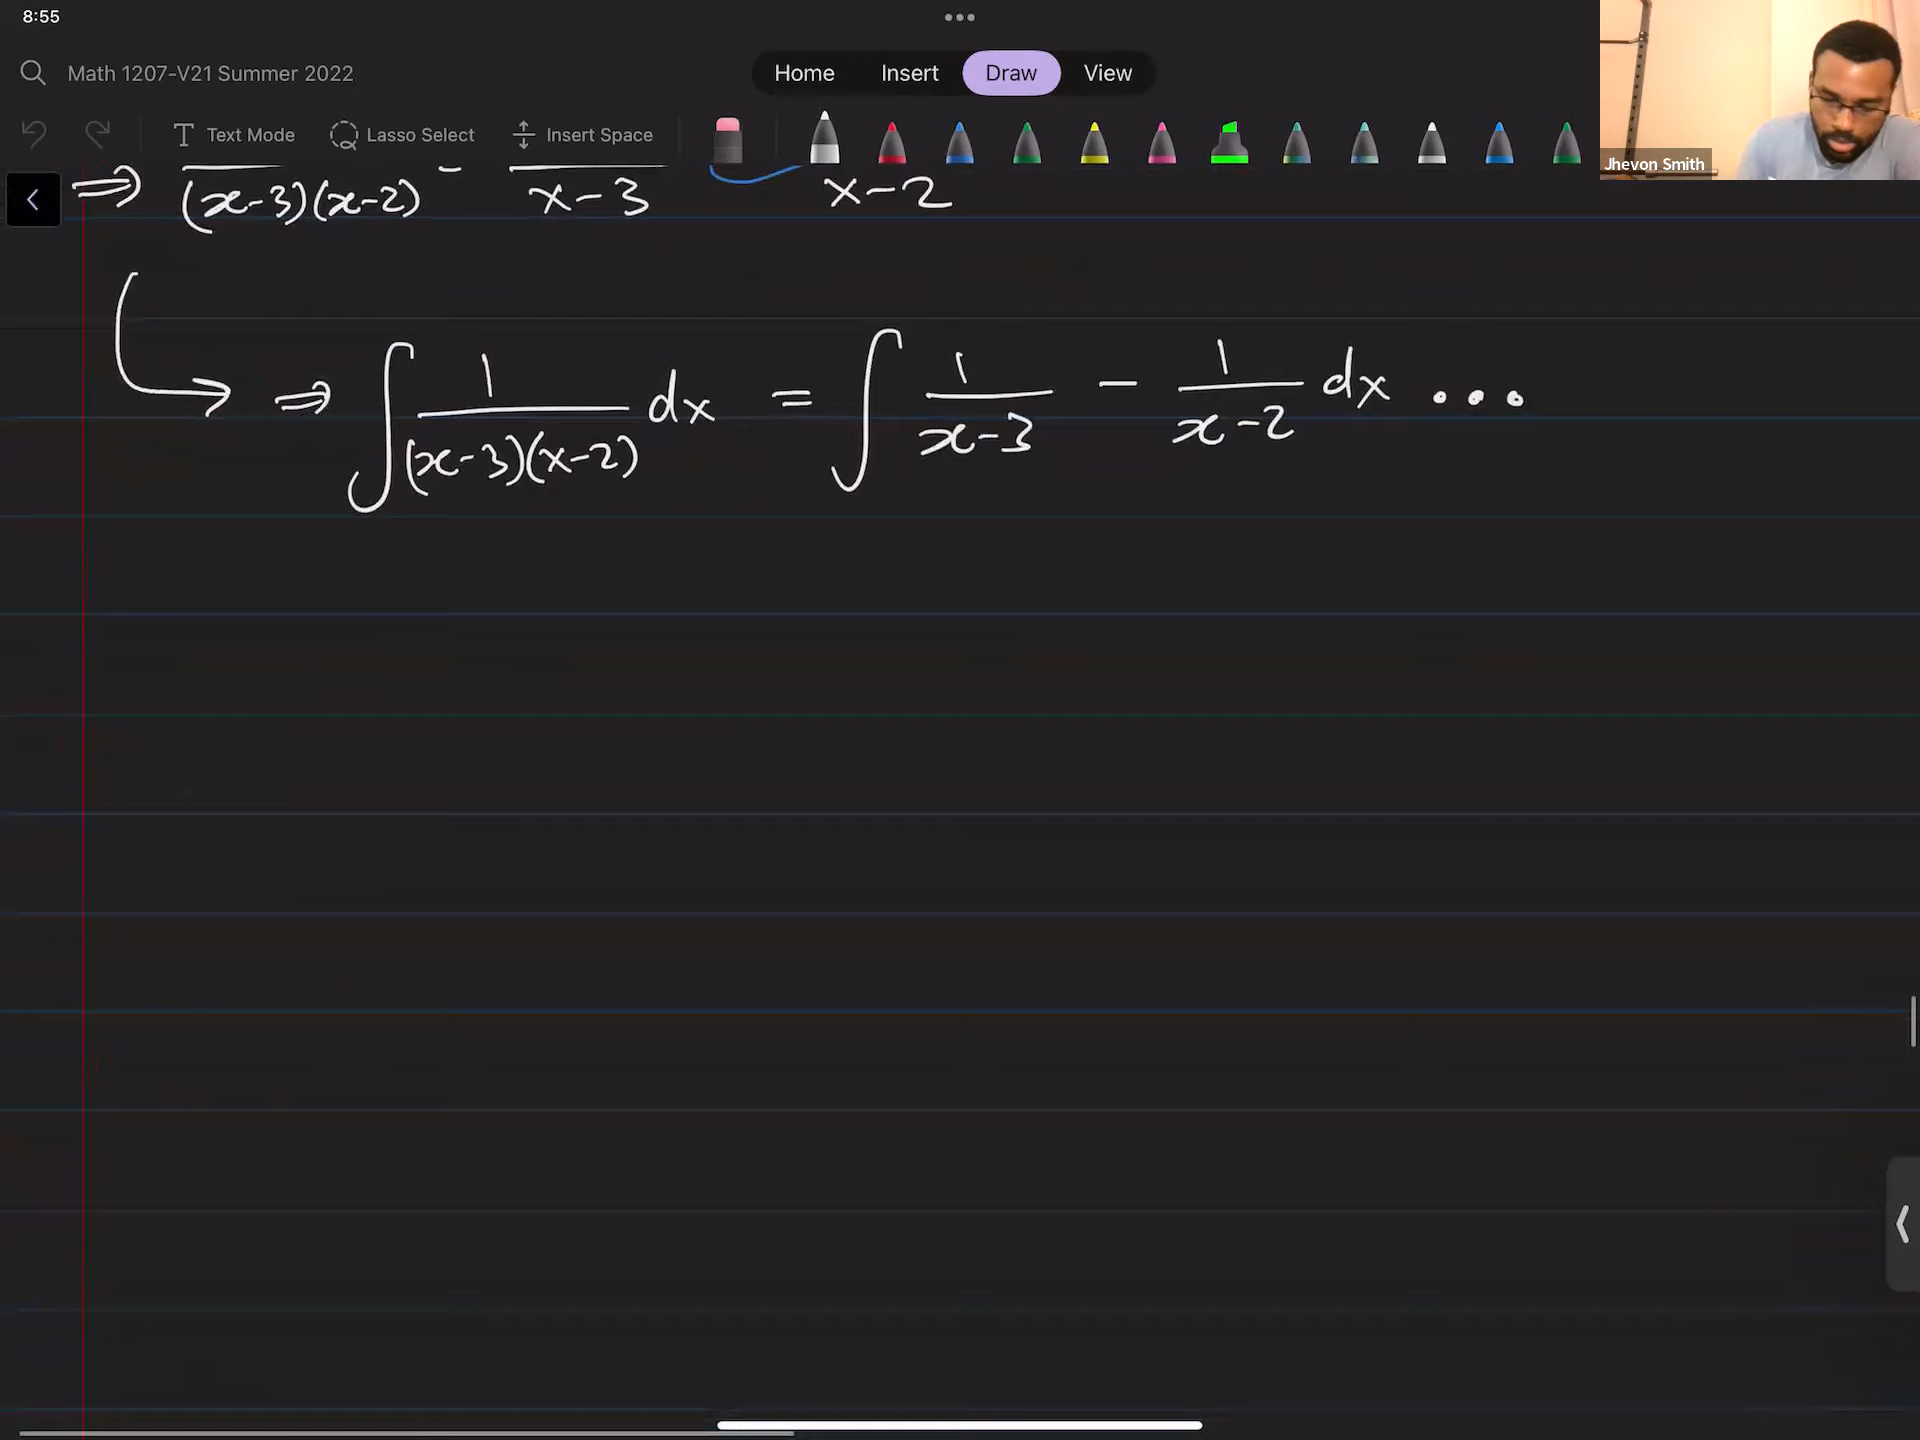 8:55
Math 1207-V21 Summer 2022
Home Insert Draw View
Text Mode Lasso Select Insert Space
Jhevon Smith
⇒ (x-3)(x-2) x-3 x-2
⇒ ∫ 1/((x-3)(x-2)) dx = ∫ 1/(x-3) - 1/(x-2) dx ...